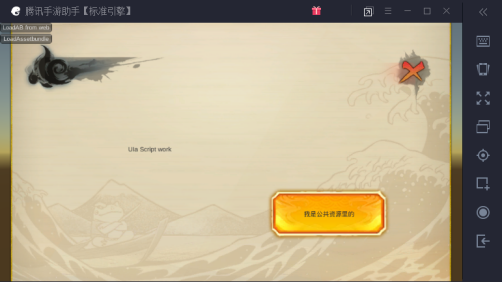 腾讯手游助手【标准引擎】
LoadAB from web
LoadAssetbundle
Ula Script work
我是公共资源里的